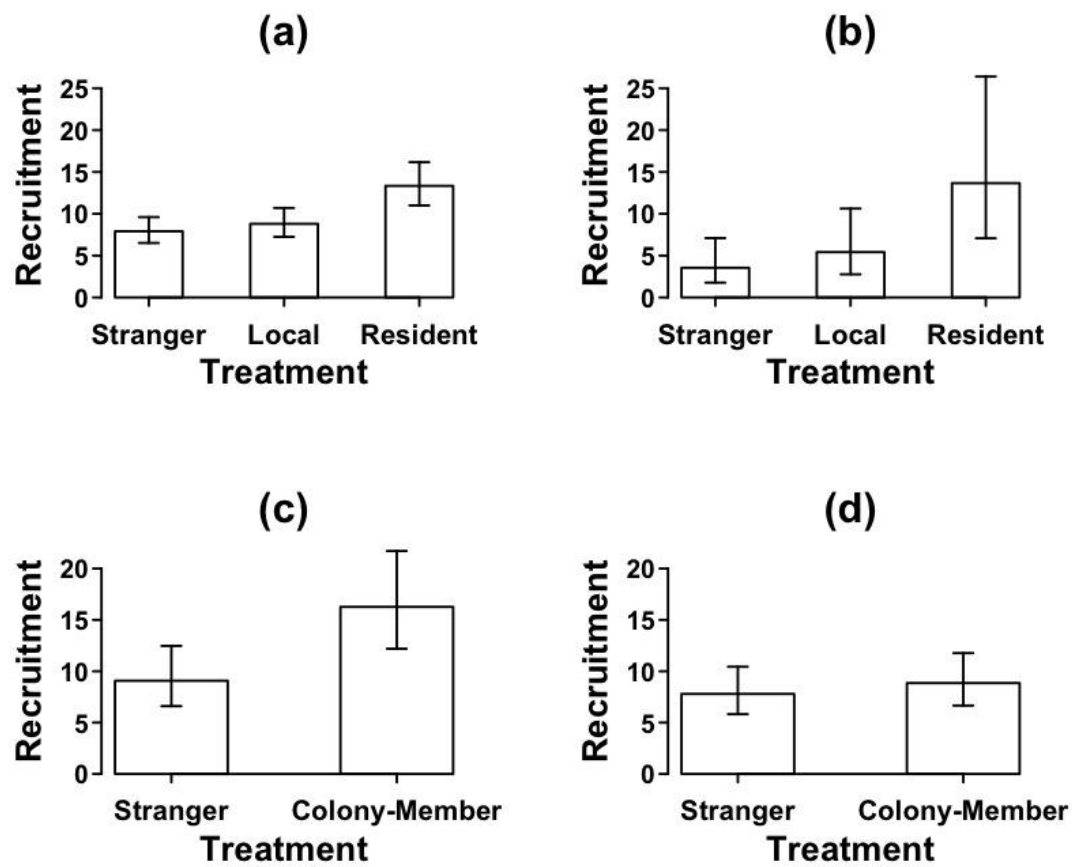 (a)
Recruitment
25
20
15
10
5
0
Stranger Local Resident
Treatment
(b)
Recruitment
25
20
15
10
5
0
Stranger Local Resident
Treatment
(c)
Recruitment
20
15
10
5
0
Stranger Colony-Member
Treatment
(d)
Recruitment
20
15
10
5
0
Stranger Colony-Member
Treatment